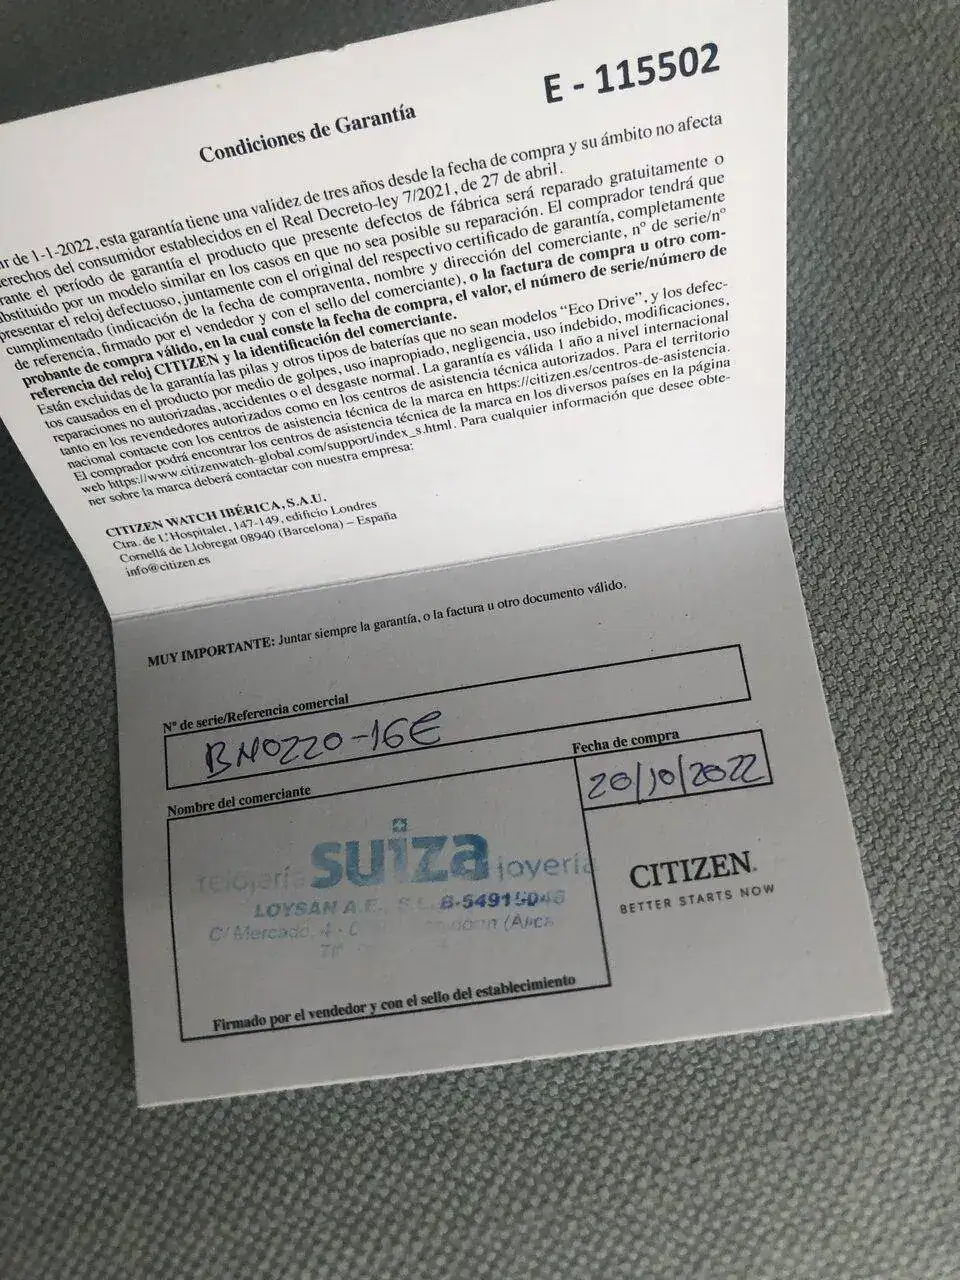 E - 115502
Condiciones de Garantía
ir de 1-1-2022, esta garantía tiene una validez de tres años desde la fecha de compra y su ámbito no afecta
erechos del consumidor establecidos en el Real Decreto-ley 7/2021, de 27 de abril.
rante el período de garantía el producto que presente defectos de fábrica será reparado gratuitamente o
bstituido por un modelo similar en los casos en que no sea posible su reparación. El comprador tendrá que
presentar el reloj defectuoso, juntamente con el original del respectivo certificado de garantía, completamente
cumplimentado (indicación de la fecha de compraventa, nombre y dirección del comerciante, nº de serie/nº
de referencia, firmado por el vendedor y con el sello del comerciante), o la factura de compra u otro com-
probante de compra válido, en la cual conste la fecha de compra, el valor, el número de serie/número de
referencia del reloj CITIZEN y la identificación del comerciante.
Están excluidas de la garantía las pilas y otros tipos de baterías que no sean modelos “Eco Drive”, y los defec-
tos causados en el producto por medio de golpes, uso inapropiado, negligencia, uso indebido, modificaciones,
reparaciones no autorizadas, accidentes o el desgaste normal. La garantía es válida 1 año a nivel internacional
tanto en los revendedores autorizados como en los centros de asistencia técnica autorizados. Para el territorio
nacional contacte con los centros de asistencia técnica de la marca en https://citizen.es/centros-de-asistencia.
El comprador podrá encontrar los centros de asistencia técnica de la marca en los diversos países en la página
web https://www.citizenwatch-global.com/support/index_s.html. Para cualquier información que desee obte-
ner sobre la marca deberá contactar con nuestra empresa:
CITIZEN WATCH IBÉRICA, S.A.U.
Ctra. de L'Hospitalet, 147-149, edificio Londres
Cornellá de Llobregat 08940 (Barcelona) – España
info@citizen.es
MUY IMPORTANTE: Juntar siempre la garantía, o la factura u otro documento válido.
Nº de serie/Referencia comercial
BN0220-16E
Fecha de compra
20/10/2022
Nombre del comerciante
relojería suiza joyería
LOYSAN A.E., S.L. B-54915046
C/ Mercado, 4 -
CITIZEN
BETTER STARTS NOW
Firmado por el vendedor y con el sello del establecimiento